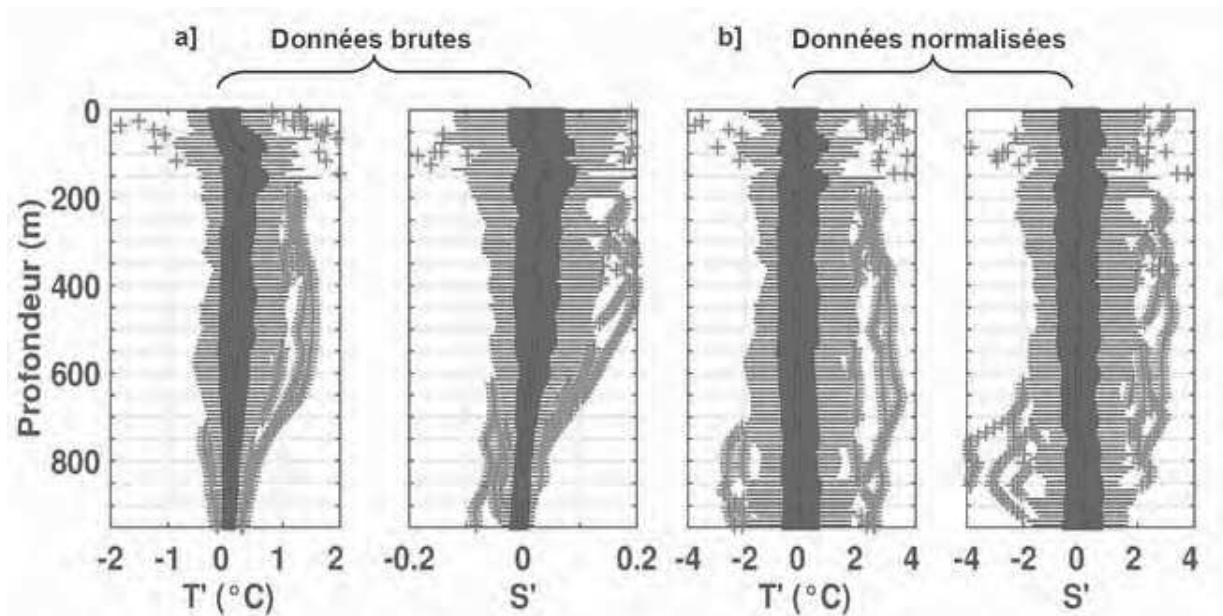 a] Données brutes b] Données normalisées
0
200
400
600
800
Profondeur (m)
-2 -1 0 1 2 -0.2 0 0.2 -4 -2 0 2 4 -4 -2 0 2 4
T' (°C) S' T' (°C) S'